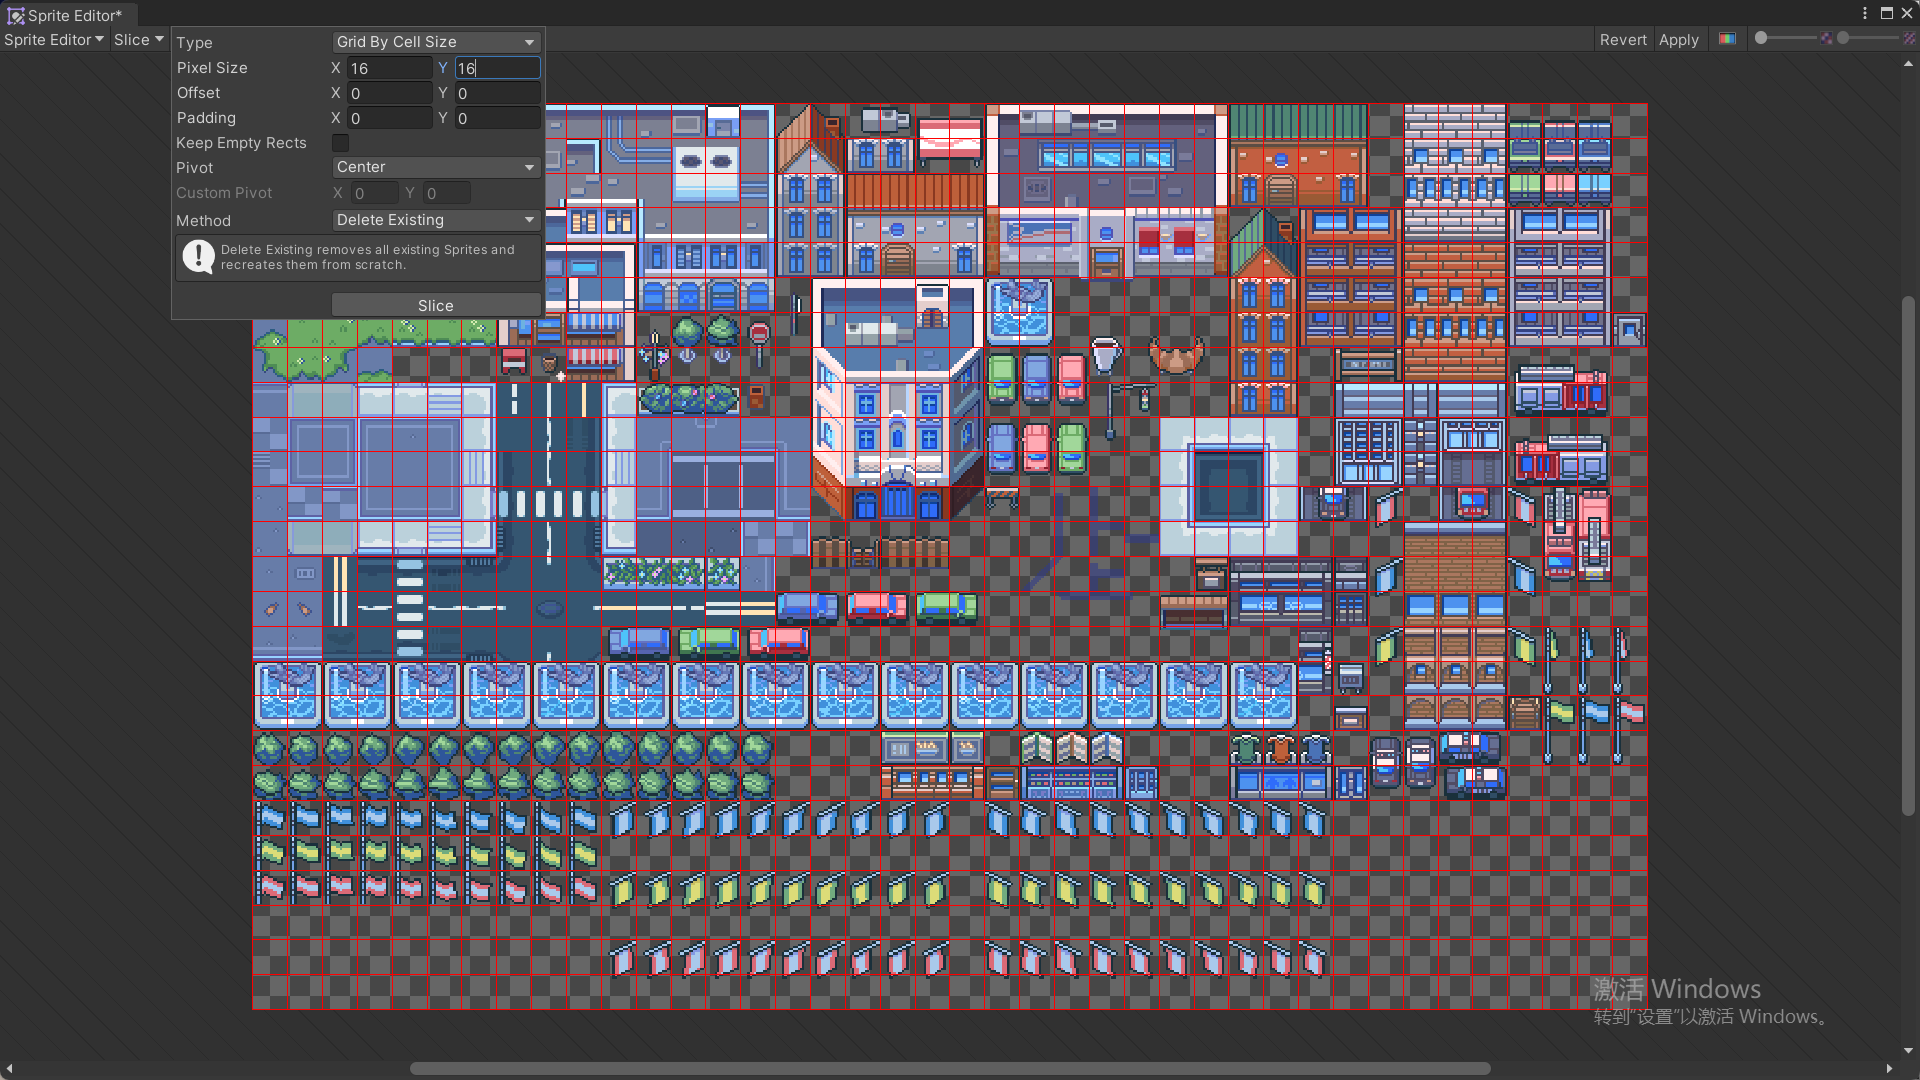 Sprite Editor*
Sprite Editor
Slice
Revert
Apply
Type
Grid By Cell Size
Pixel Size X 16 Y 16
Offset X 0 Y 0
Padding X 0 Y 0
Keep Empty Rects
Pivot
Center
Custom Pivot X 0 Y 0
Method
Delete Existing
Delete Existing removes all existing Sprites and
recreates them from scratch.
Slice
激活 Windows
转到“设置”以激活 Windows。